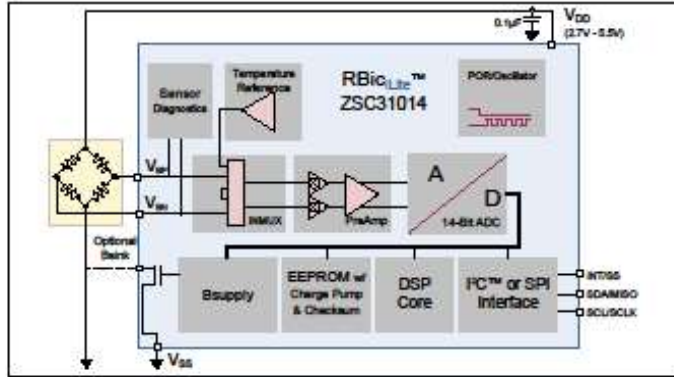 0.1µF
VDD
(2.7V - 5.5V)
RBiciLite™
ZSC31014
Temperature
Reference
POR/Oscillator
Sensor
Diagnostics
VBP
VBN
INMUX
PreAmp
A
D
14-Bit ADC
Optional
Bsink
Bsupply
EEPROM w/
Charge Pump
& Checksum
DSP
Core
I²C™ or SPI
Interface
INT/SS
SDA/MISO
SCL/SCLK
VSS